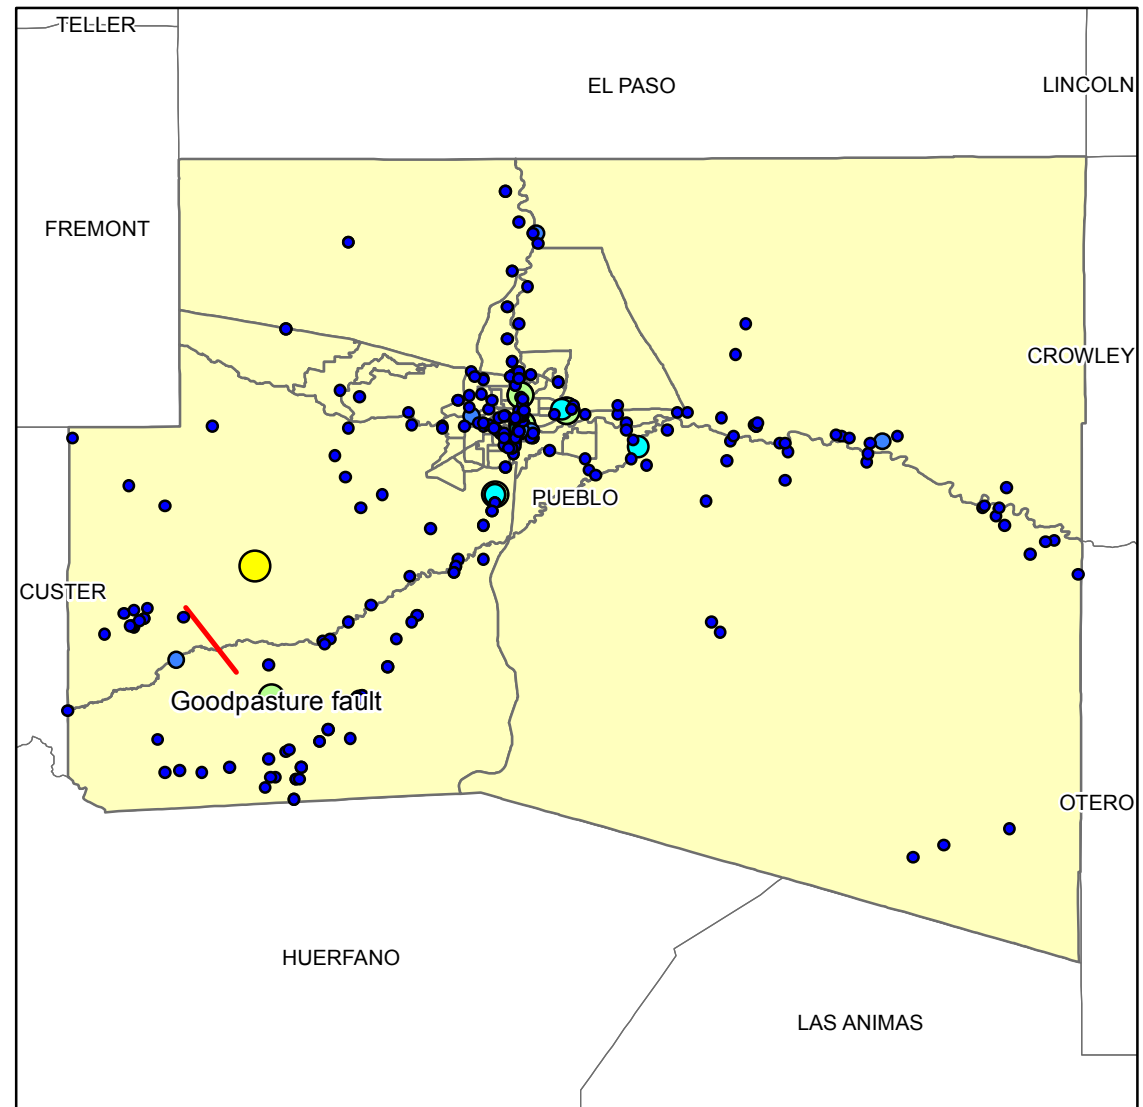 TELLER
EL PASO
LINCOLN
FREMONT
CROWLEY
PUEBLO
CUSTER
Goodpasture fault
OTERO
HUERFANO
LAS ANIMAS